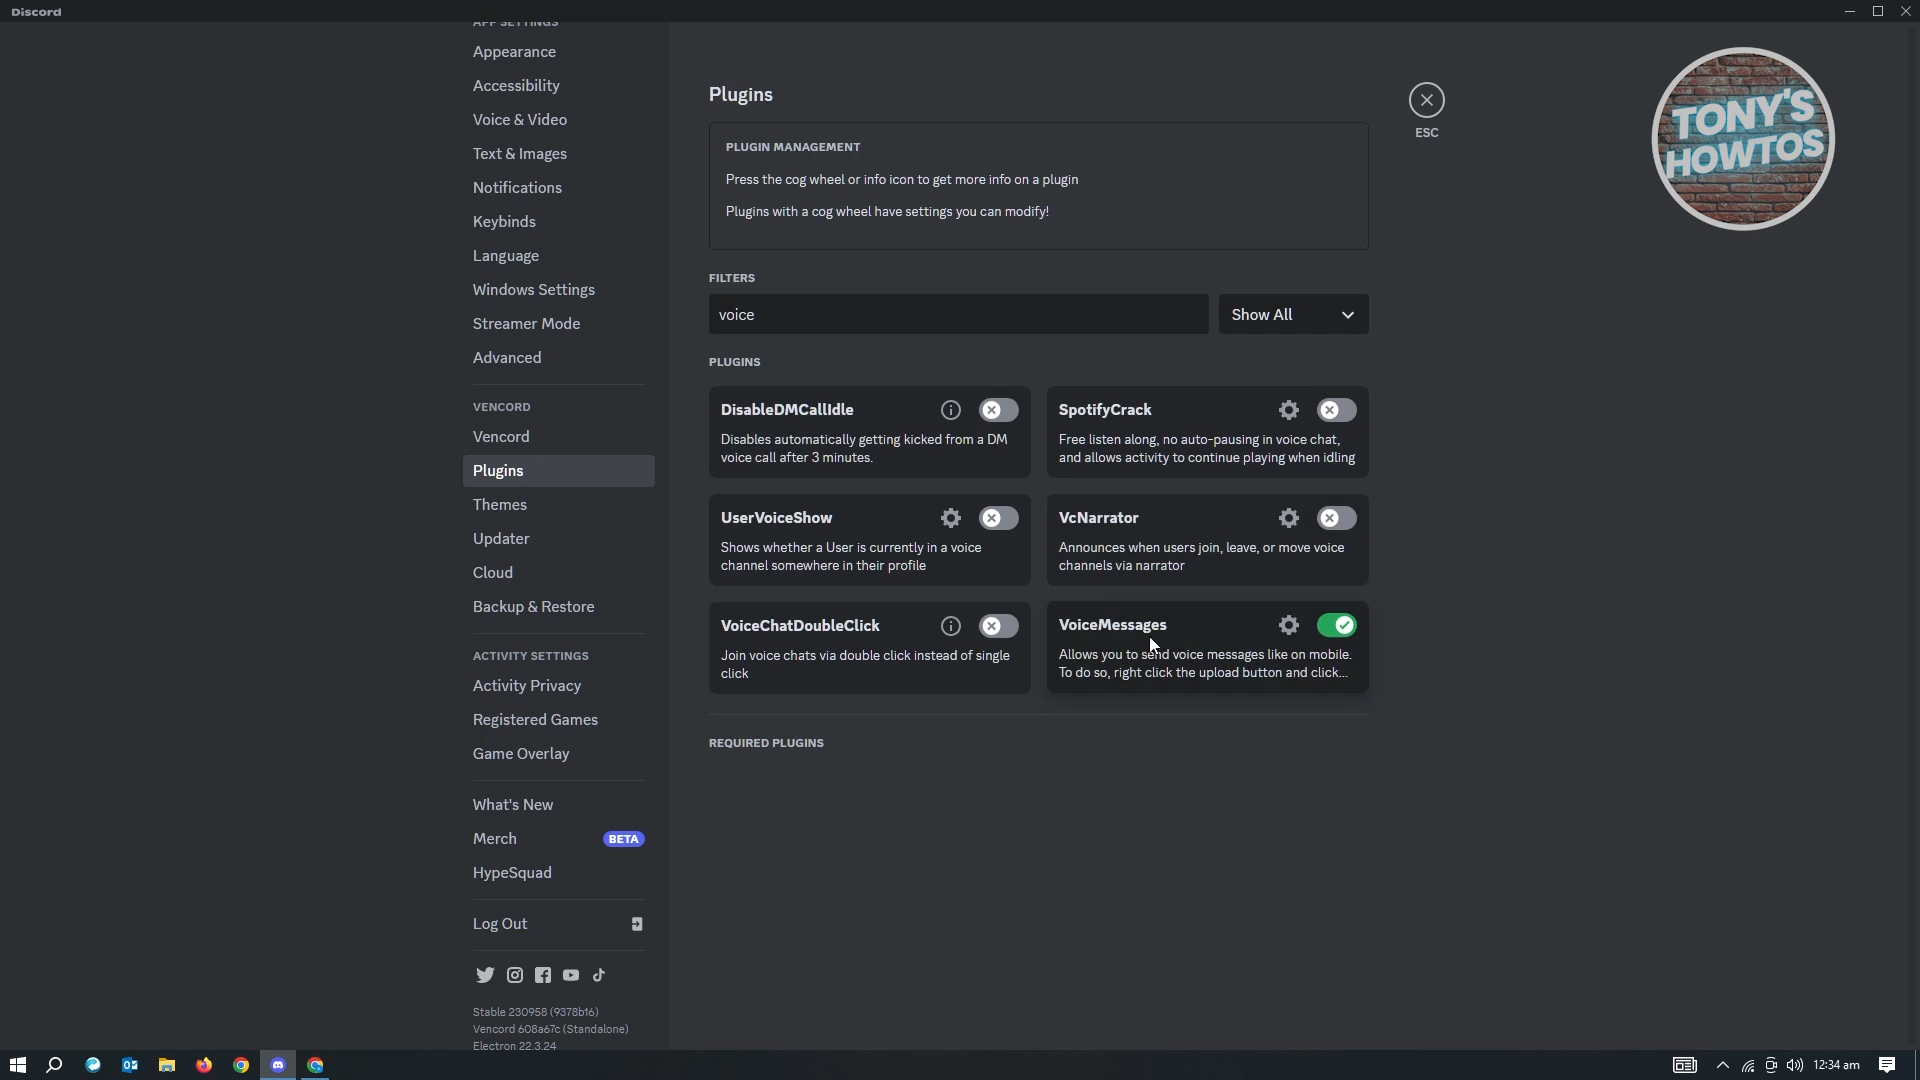 Discord
APP SETTINGS
Appearance
Accessibility
Voice & Video
Text & Images
Notifications
Keybinds
Language
Windows Settings
Streamer Mode
Advanced
VENCORD
Vencord
Plugins
Themes
Updater
Cloud
Backup & Restore
ACTIVITY SETTINGS
Activity Privacy
Registered Games
Game Overlay
What's New
Merch
BETA
HypeSquad
Log Out
Stable 230958 (9378b16)
Vencord 608a67c (Standalone)
Electron 22.3.24
Plugins
PLUGIN MANAGEMENT
Press the cog wheel or info icon to get more info on a plugin
Plugins with a cog wheel have settings you can modify!
FILTERS
voice
Show All
PLUGINS
DisableDMCallIdle
Disables automatically getting kicked from a DM
voice call after 3 minutes.
SpotifyCrack
Free listen along, no auto-pausing in voice chat,
and allows activity to continue playing when idling
UserVoiceShow
Shows whether a User is currently in a voice
channel somewhere in their profile
VcNarrator
Announces when users join, leave, or move voice
channels via narrator
VoiceChatDoubleClick
Join voice chats via double click instead of single
click
VoiceMessages
Allows you to send voice messages like on mobile.
To do so, right click the upload button and click...
REQUIRED PLUGINS
ESC
TONY'S
HOWTOS
12:34 am